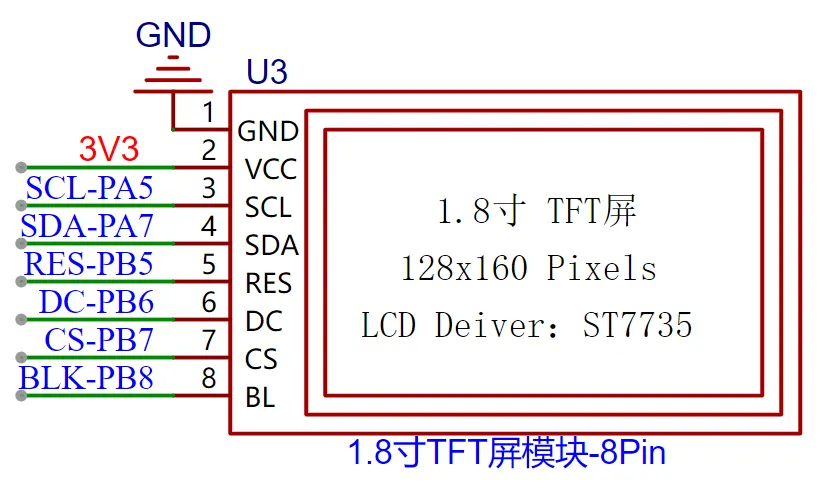 GND
U3
1 GND
3V3 2 VCC
SCL-PA5 3 SCL
SDA-PA7 4 SDA
RES-PB5 5 RES
DC-PB6 6 DC
CS-PB7 7 CS
BLK-PB8 8 BL
1.8寸 TFT屏
128x160 Pixels
LCD Deiver：ST7735
1.8寸TFT屏模块-8Pin